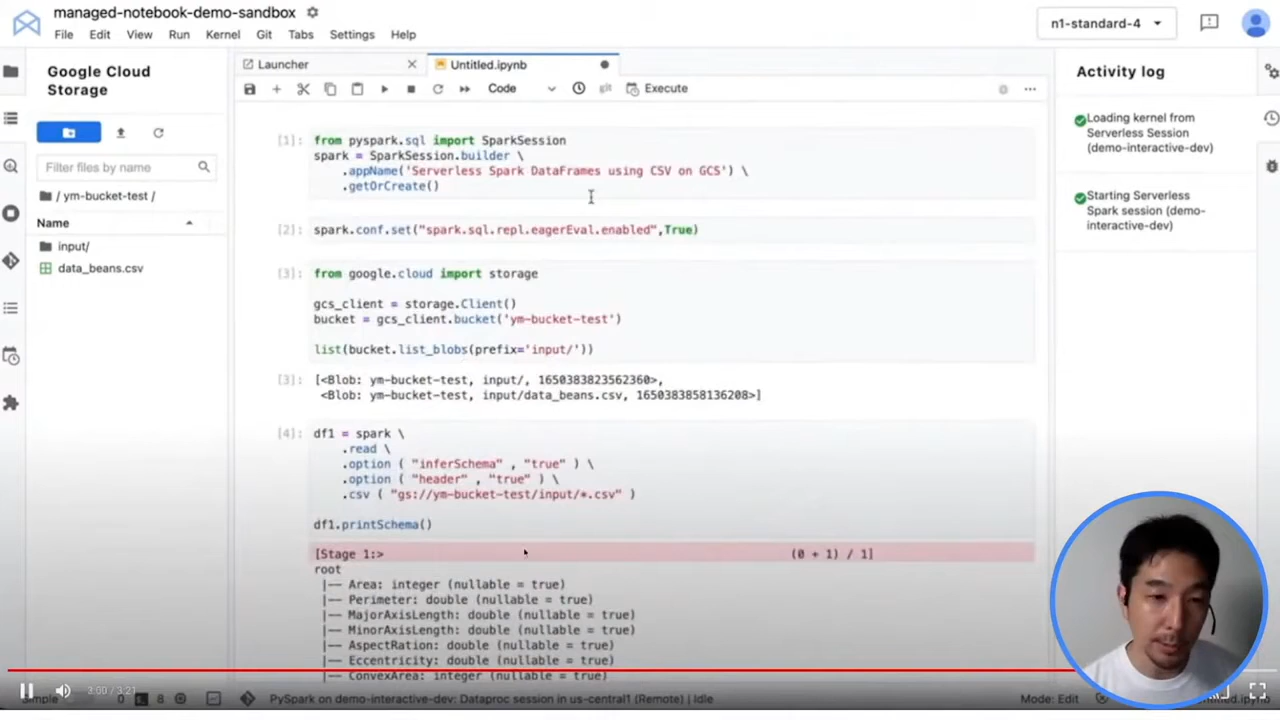 managed-notebook-demo-sandbox
File Edit View Run Kernel Git Tabs Settings Help
n1-standard-4
Google Cloud
Storage
Filter files by name
/ ym-bucket-test /
Name
input/
data_beans.csv
Launcher
Untitled.ipynb
Code
git
Execute
[1]: from pyspark.sql import SparkSession
spark = SparkSession.builder \
.appName('Serverless Spark DataFrames using CSV on GCS') \
.getOrCreate()
[2]: spark.conf.set("spark.sql.repl.eagerEval.enabled",True)
[3]: from google.cloud import storage
gcs_client = storage.Client()
bucket = gcs_client.bucket('ym-bucket-test')
list(bucket.list_blobs(prefix='input/'))
[3]: [<Blob: ym-bucket-test, input/, 1650383823562360>,
<Blob: ym-bucket-test, input/data_beans.csv, 1650383858136208>]
[4]: df1 = spark \
.read \
.option ( "inferSchema" , "true" ) \
.option ( "header" , "true" ) \
.csv ( "gs://ym-bucket-test/input/*.csv" )
df1.printSchema()
[Stage 1:> (0 + 1) / 1]
root
|-- Area: integer (nullable = true)
|-- Perimeter: double (nullable = true)
|-- MajorAxisLength: double (nullable = true)
|-- MinorAxisLength: double (nullable = true)
|-- AspectRation: double (nullable = true)
|-- Eccentricity: double (nullable = true)
|-- ConvexArea: integer (nullable = true)
Activity log
Loading kernel from
Serverless Session
(demo-interactive-dev)
Starting Serverless
Spark session (demo-
interactive-dev)
3:00 / 3:21
Simple 0 8 PySpark on demo-interactive-dev: Dataproc session in us-central1 (Remote) | Idle
Mode: Edit